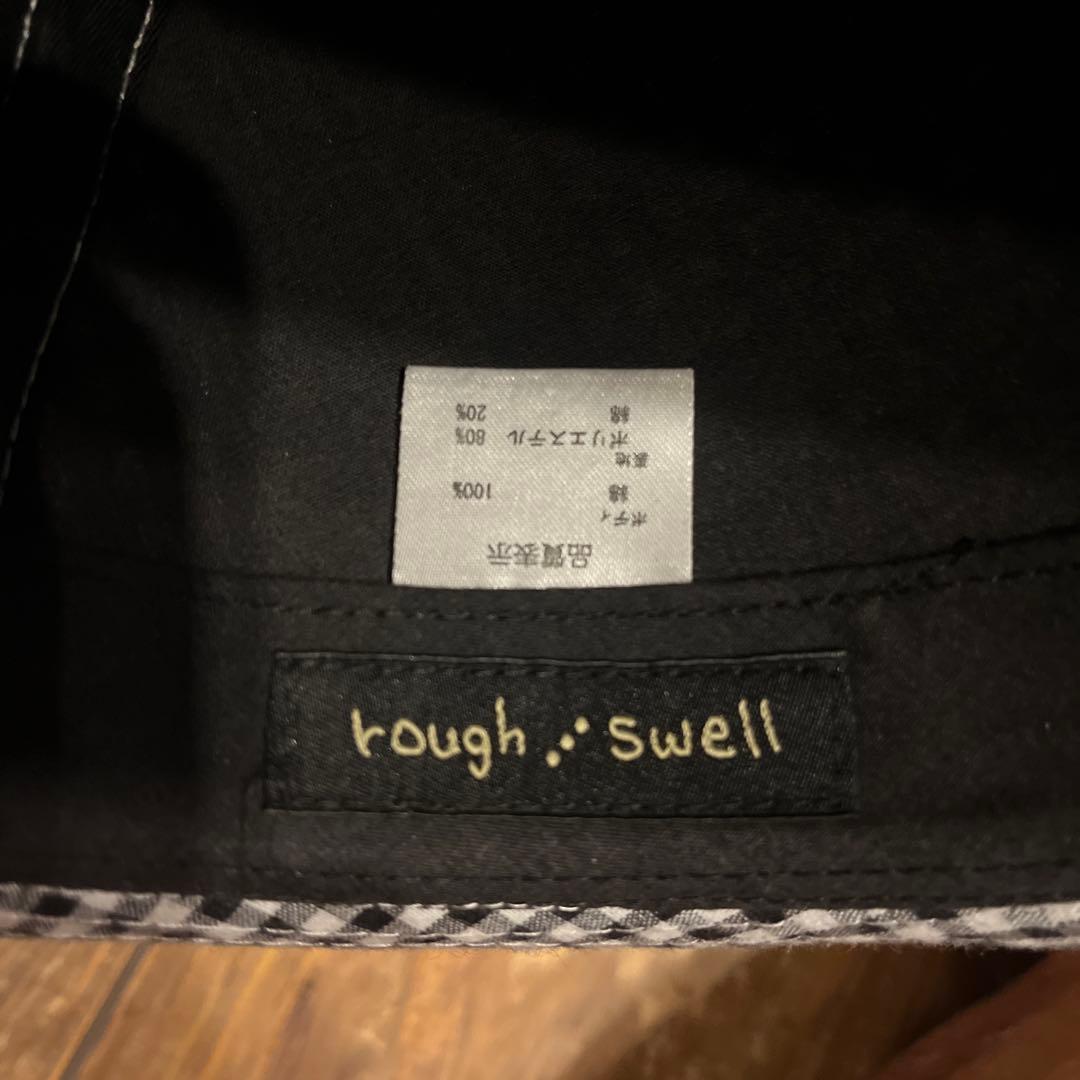 品質表示
ボディ
綿 100%
裏地
ポリエステル 80%
綿 20%
rough swell